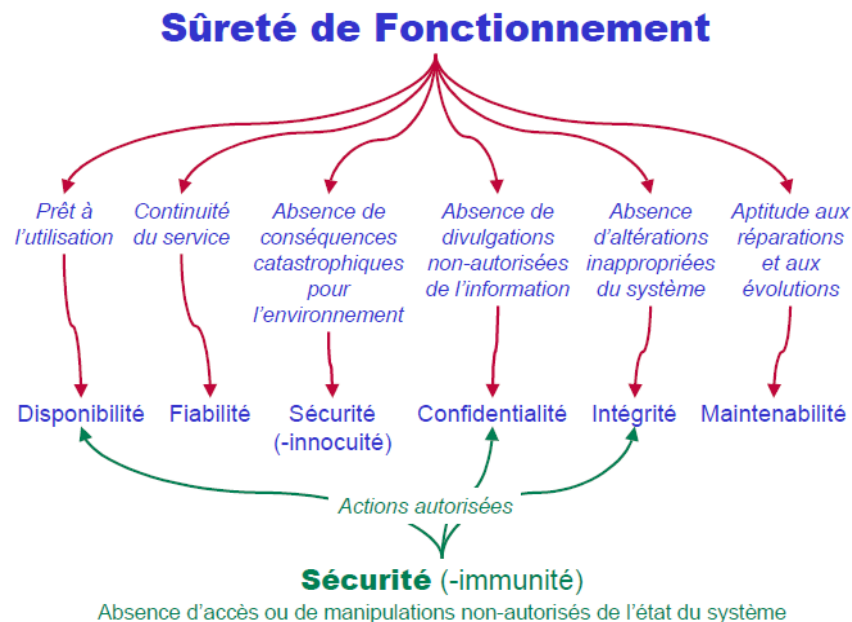 Sûreté de Fonctionnement
Prêt à
l'utilisation
Continuité
du service
Absence de
conséquences
catastrophiques
pour
l'environnement
Absence de
divulgations
non-autorisées
de l'information
Absence
d'altérations
inappropriées
du système
Aptitude aux
réparations
et aux
évolutions
Disponibilité
Fiabilité
Sécurité
(-innocuité)
Confidentialité
Intégrité
Maintenabilité
Actions autorisées
Sécurité (-immunité)
Absence d'accès ou de manipulations non-autorisés de l'état du système